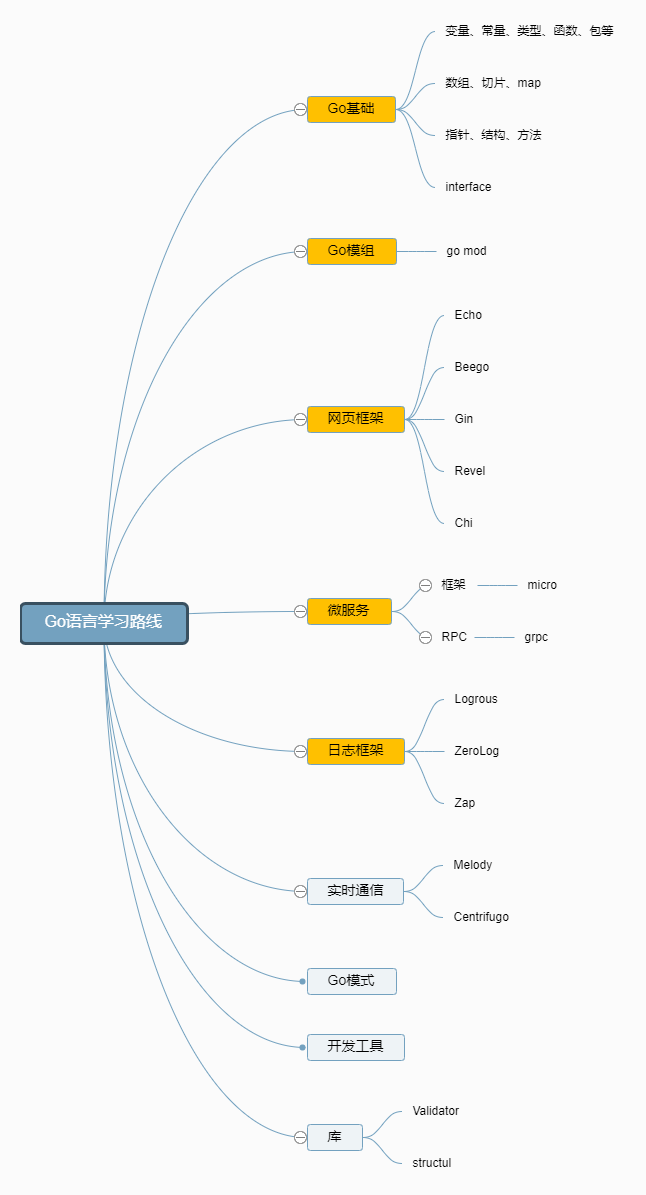 变量、常量、类型、函数、包等
数组、切片、map
Go基础
指针、结构、方法
interface
Go模组
go mod
Echo
Beego
网页框架
Gin
Revel
Chi
框架
micro
微服务
Go语言学习路线
RPC
grpc
Logrous
日志框架
ZeroLog
Zap
Melody
实时通信
Centrifugo
Go模式
开发工具
Validator
库
structul